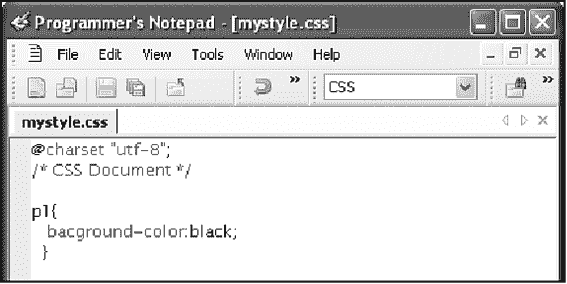 Programmer's Notepad - [mystyle.css]
File Edit View Tools Window Help
» CSS »
mystyle.css
@charset "utf-8";
/* CSS Document */
p1{
bacground-color:black;
}